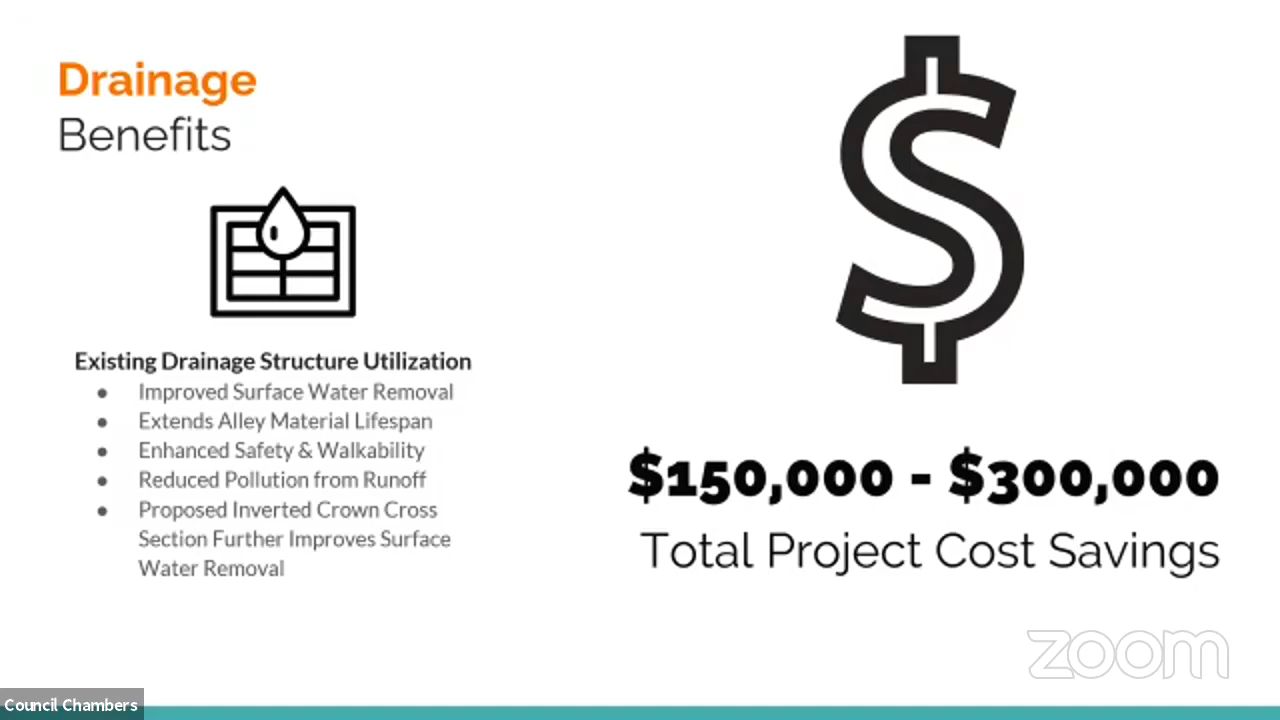 Drainage
Benefits
Existing Drainage Structure Utilization
● Improved Surface Water Removal
● Extends Alley Material Lifespan
● Enhanced Safety & Walkability
● Reduced Pollution from Runoff
● Proposed Inverted Crown Cross
Section Further Improves Surface
Water Removal
$
$150,000 - $300,000
Total Project Cost Savings
zoom
Council Chambers